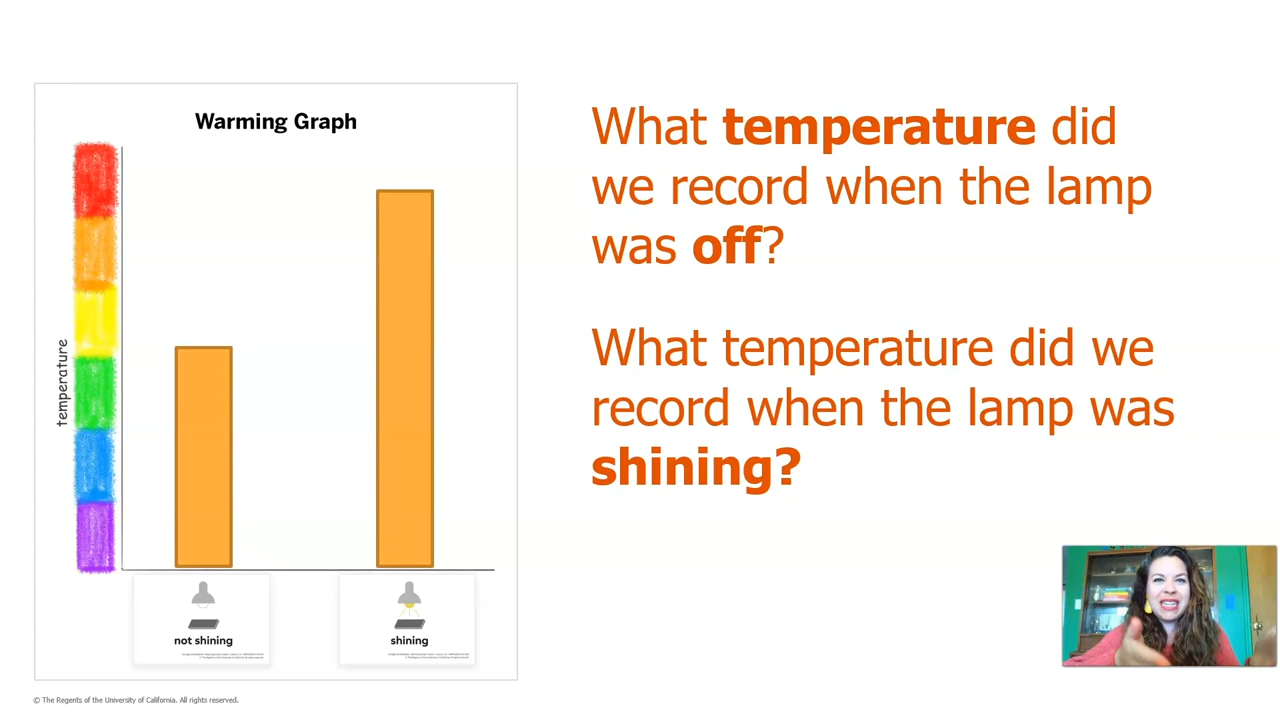 Warming Graph
temperature
not shining
shining
What temperature did
we record when the lamp
was off?
What temperature did we
record when the lamp was
shining?
© The Regents of the University of California. All rights reserved.